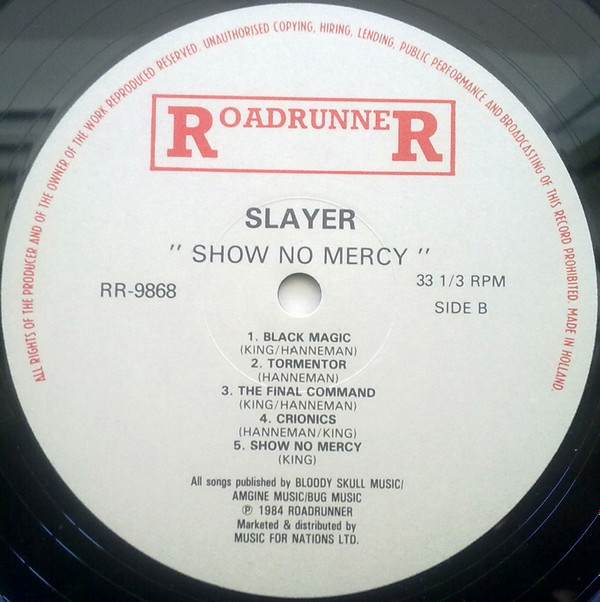 ALL RIGHTS OF THE PRODUCER AND OF THE OWNER OF THE WORK REPRODUCED RESERVED. UNAUTHORISED COPYING, HIRING, LENDING, PUBLIC PERFORMANCE AND BROADCASTING OF THIS RECORD PROHIBITED. MADE IN HOLLAND.
ROADRUNNER
SLAYER
" SHOW NO MERCY "
RR-9868
33 1/3 RPM
SIDE B
1. BLACK MAGIC
(KING/HANNEMAN)
2. TORMENTOR
(HANNEMAN)
3. THE FINAL COMMAND
(KING/HANNEMAN)
4. CRIONICS
(HANNEMAN/KING)
5. SHOW NO MERCY
(KING)
All songs published by BLOODY SKULL MUSIC/
AMGINE MUSIC/BUG MUSIC
℗ 1984 ROADRUNNER
Marketed & distributed by
MUSIC FOR NATIONS LTD.